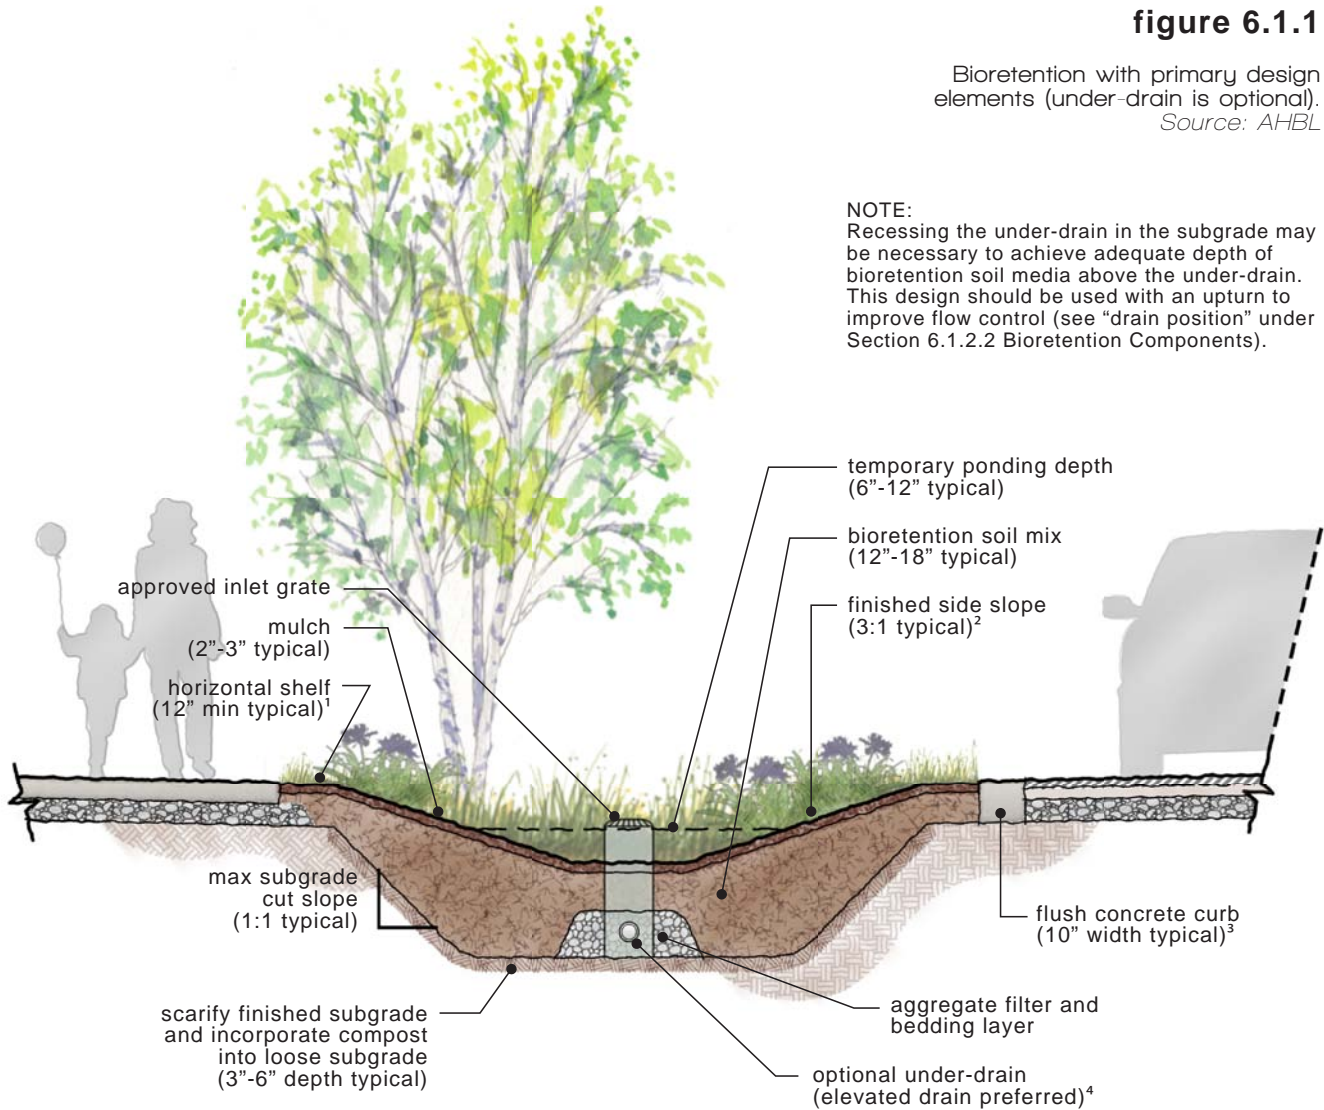 figure 6.1.1
Bioretention with primary design
elements (under-drain is optional).
Source: AHBL
NOTE:
Recessing the under-drain in the subgrade may
be necessary to achieve adequate depth of
bioretention soil media above the under-drain.
This design should be used with an upturn to
improve flow control (see “drain position” under
Section 6.1.2.2 Bioretention Components).
temporary ponding depth
(6”-12” typical)
bioretention soil mix
(12”-18” typical)
finished side slope
(3:1 typical)²
approved inlet grate
mulch
(2”-3” typical)
horizontal shelf
(12” min typical)¹
max subgrade
cut slope
(1:1 typical)
flush concrete curb
(10” width typical)³
scarify finished subgrade
and incorporate compost
into loose subgrade
(3”-6” depth typical)
aggregate filter and
bedding layer
optional under-drain
(elevated drain preferred)⁴